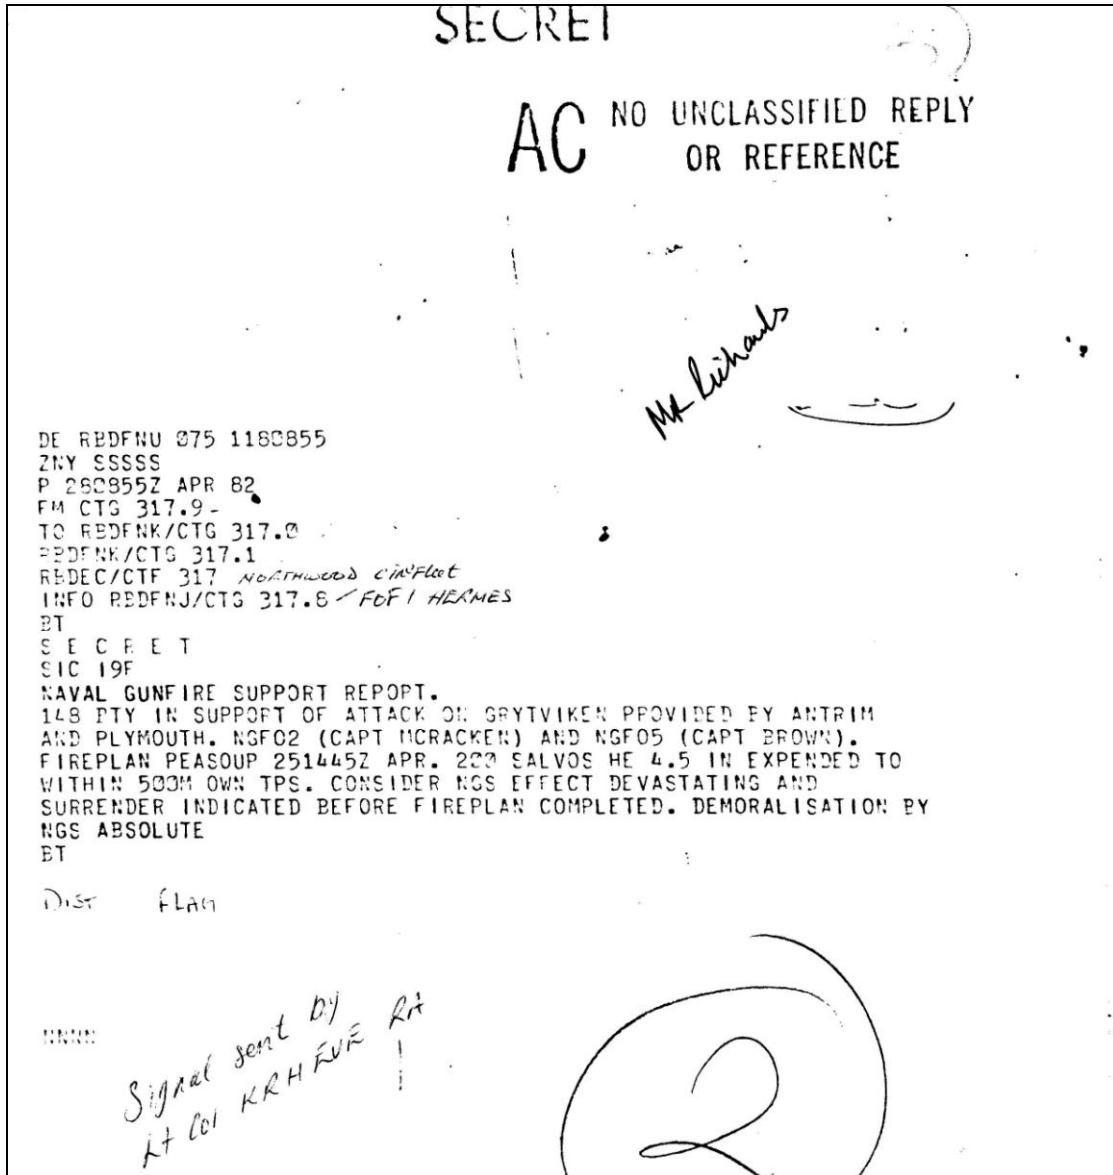 SECRET
AC NO UNCLASSIFIED REPLY
OR REFERENCE
Mr Richards
DE RBDFNU 075 1180855
ZNY SSSSS
P 280855Z APR 82
FM CTG 317.9-
TO RBDFNK/CTG 317.0
RBDFNK/CTG 317.1
RBDEC/CTF 317 NORTHWOOD CINFLEET
INFO RBDFNJ/CTG 317.8 / FOF 1 HERMES
BT
S E C R E T
SIC 19F
NAVAL GUNFIRE SUPPORT REPORT.
148 BTY IN SUPPORT OF ATTACK ON GRYTVIKEN PROVIDED BY ANTRIM
AND PLYMOUTH. NGFO2 (CAPT MCRACKEN) AND NGFO5 (CAPT BROWN).
FIREPLAN PEASOUP 251445Z APR. 200 SALVOS HE 4.5 IN EXPENDED TO
WITHIN 500M OWN TPS. CONSIDER NGS EFFECT DEVASTATING AND
SURRENDER INDICATED BEFORE FIREPLAN COMPLETED. DEMORALISATION BY
NGS ABSOLUTE
BT
DIST FLAG
NNNN
Signal sent by
Lt Col KRH EVE RA
2